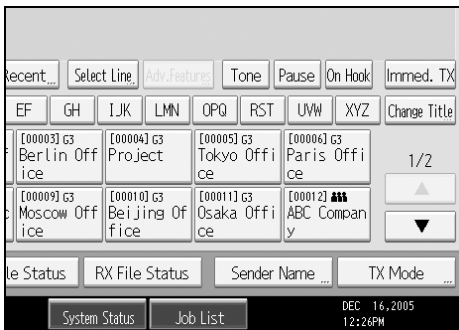 Recent
Select Line
Adv.Features
Tone
Pause
On Hook
Immed. TX
EF
GH
IJK
LMN
OPQ
RST
UVW
XYZ
Change Title
[00003] G3
Berlin Off
ice
[00004] G3
Project
[00005] G3
Tokyo Offi
ce
[00006] G3
Paris Offi
ce
1/2
[00009] G3
Moscow Off
ice
[00010] G3
Beijing Of
fice
[00011] G3
Osaka Offi
ce
[00012]
ABC Compan
y
le Status
RX File Status
Sender Name
TX Mode
System Status
Job List
DEC 16,2005
12:26PM